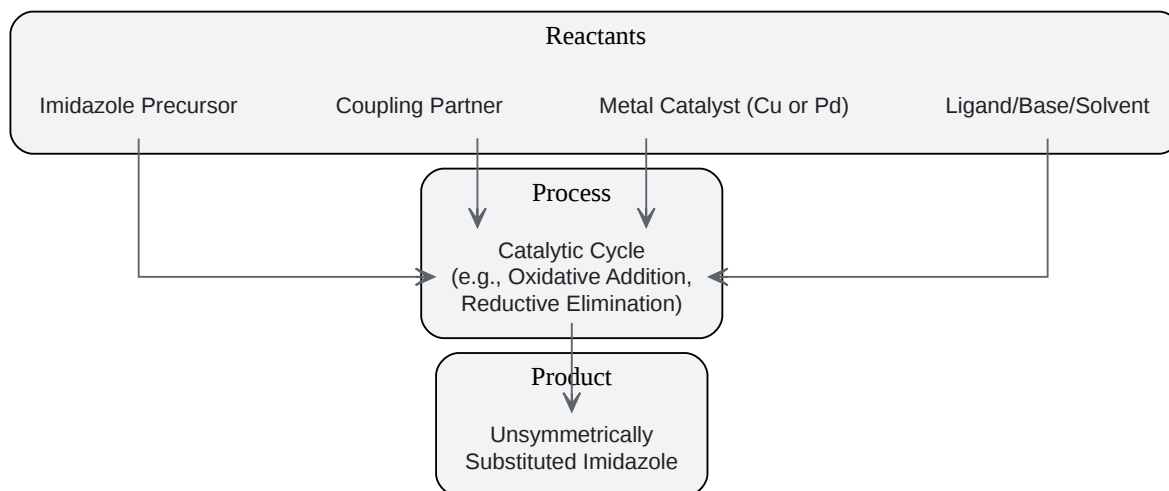 Reactants
Imidazole Precursor
Coupling Partner
Metal Catalyst (Cu or Pd)
Ligand/Base/Solvent
Process
Catalytic Cycle
(e.g., Oxidative Addition,
Reductive Elimination)
Product
Unsymmetrically
Substituted Imidazole